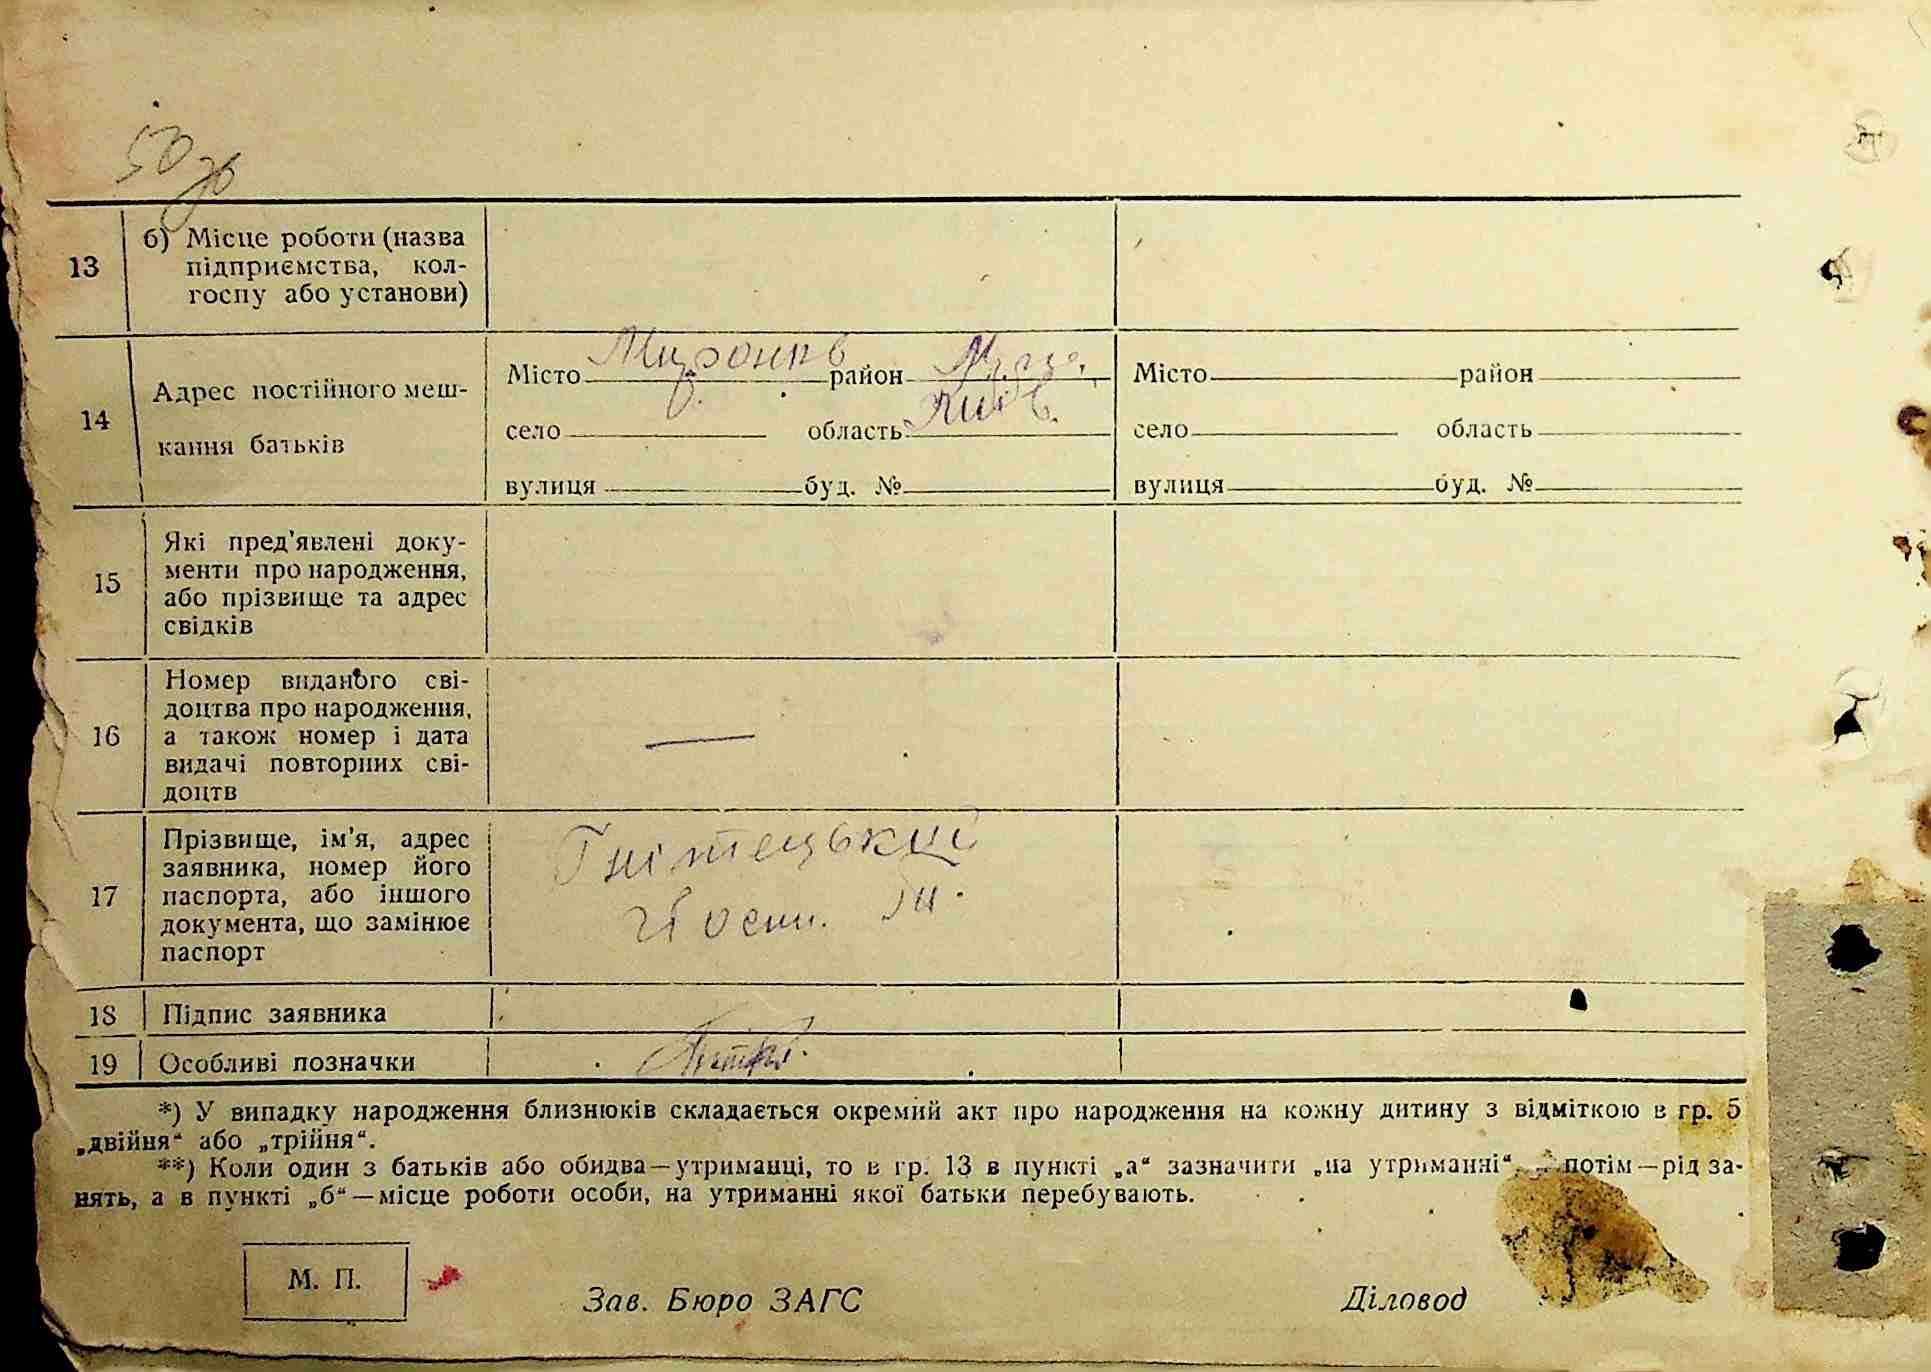 50 зв
13 б) Місце роботи (назва
підприємства, кол-
госпу або установи)
14 Адрес постійного меш-
кання батьків
Місто район Місто район
село область Київ. село область
вулиця буд. № вулиця буд. №
15 Які пред'явлені доку-
менти про народження,
або прізвище та адрес
свідків
16 Номер виданого сві-
доцтва про народження,
а також номер і дата
видачі повторних сві-
доцтв
—
17 Прізвище, ім'я, адрес
заявника, номер його
паспорта, або іншого
документа, що замінює
паспорт
Гнітецький
18 Підпис заявника
19 Особливі позначки
*) У випадку народження близнюків складається окремий акт про народження на кожну дитину з відміткою в гр. 5
„двійня“ або „трійня“.
**) Коли один з батьків або обидва—утриманці, то в гр. 13 в пункті „а“ зазначити „на утриманні“, потім—рід за-
нять, а в пункті „б“—місце роботи особи, на утриманні якої батьки перебувають.
М. П.
Зав. Бюро ЗАГС Діловод